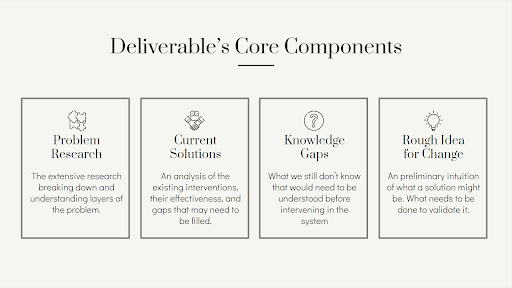 Deliverable's Core Components
Problem
Research
The extensive research
breaking down and
understanding layers of
the problem.
Current
Solutions
An analysis of the
existing interventions,
their effectiveness, and
gaps that may need to
be filled.
Knowledge
Gaps
What we still don't know
that would need to be
understood before
intervening in the
system
Rough Idea
for Change
An preliminary intuition
of what a solution might
be. What needs to be
done to validate it.